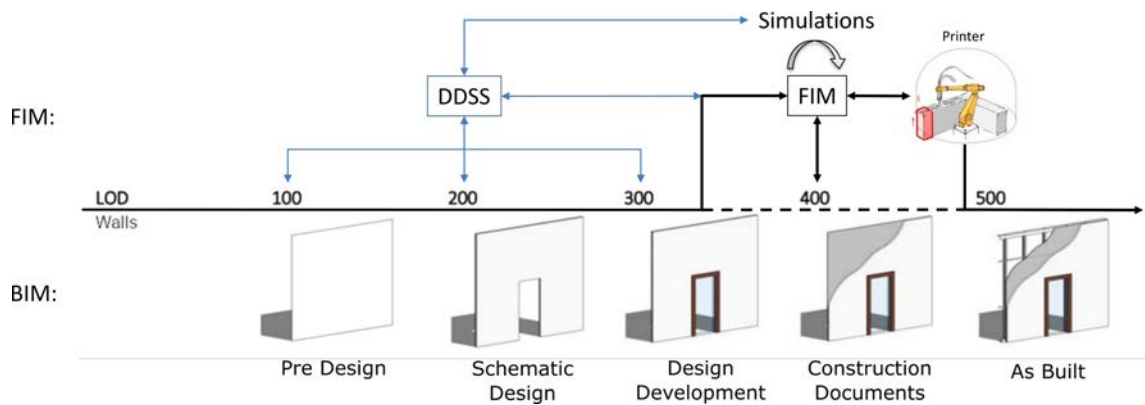 Simulations
Printer
DDSS
FIM
FIM:
LOD 100 200 300 400 500
Walls
BIM:
Pre Design
Schematic
Design
Design
Development
Construction
Documents
As Built